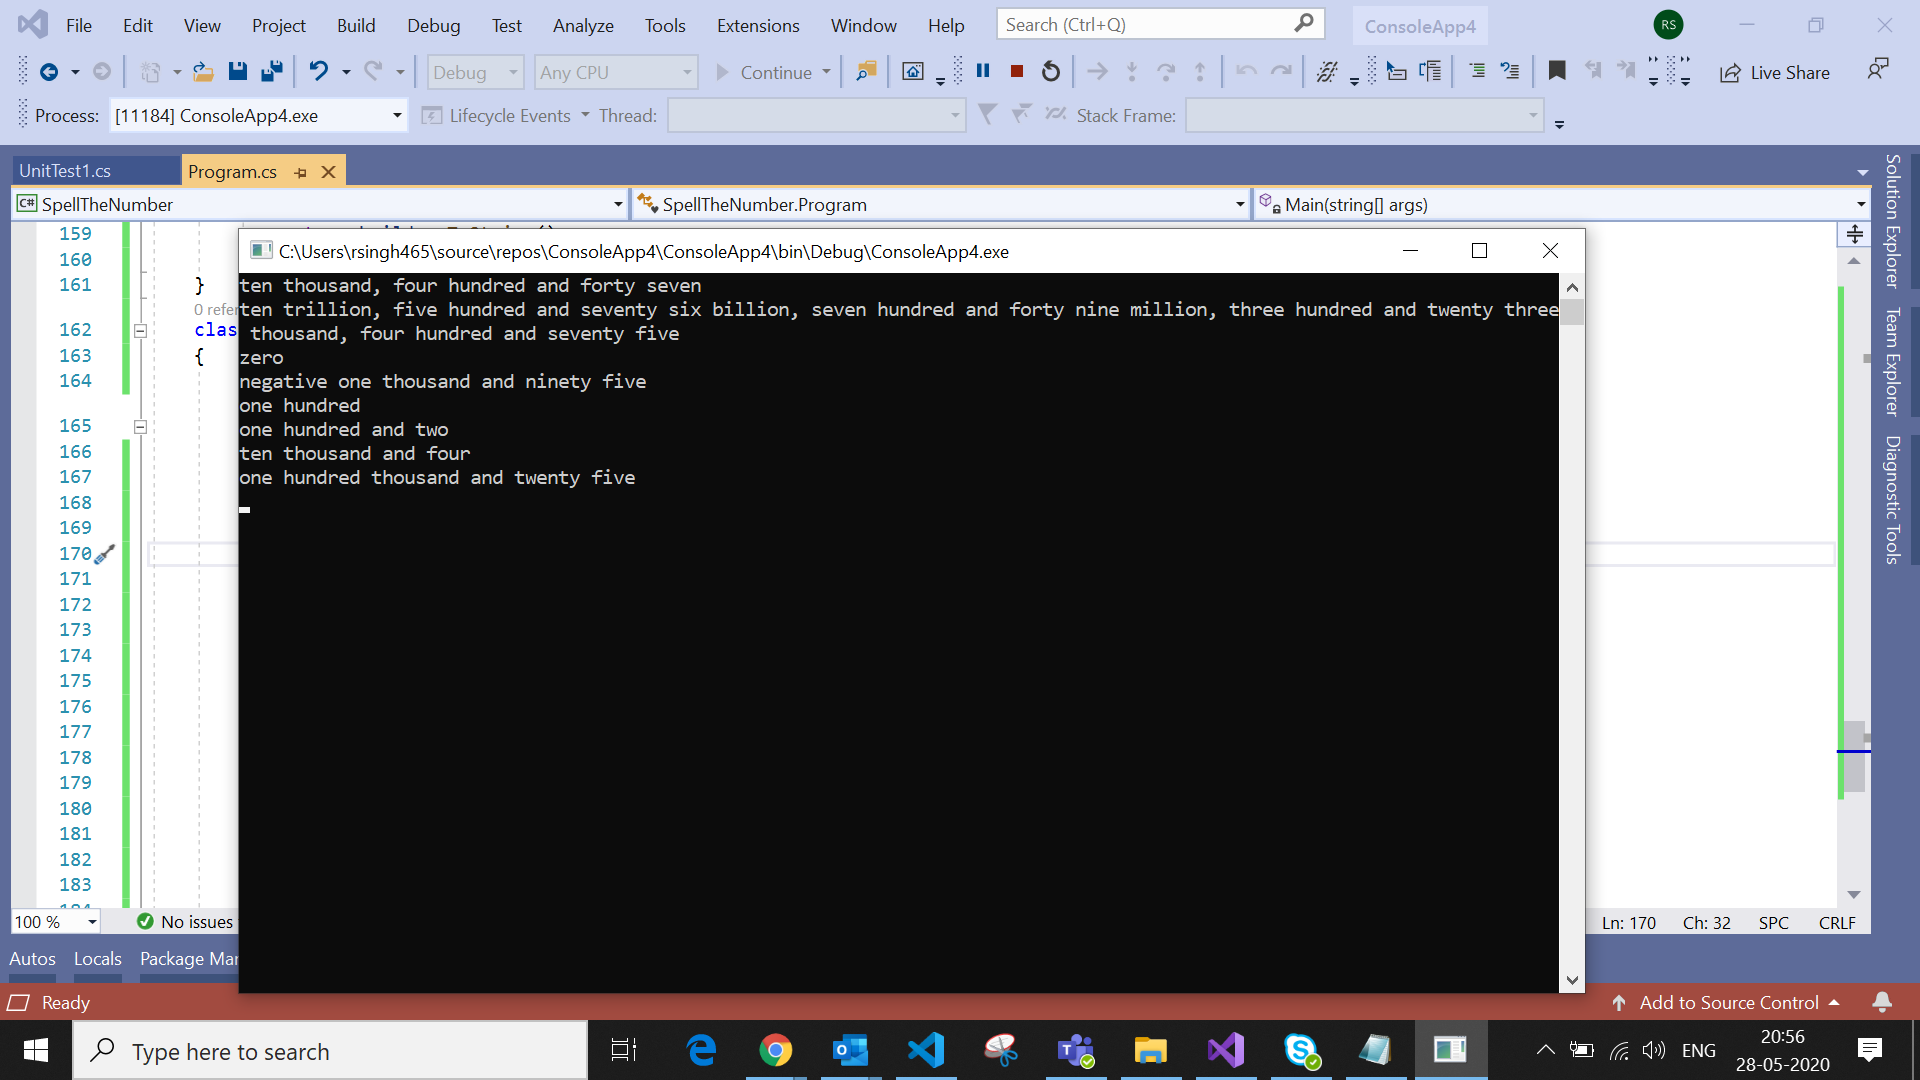 File Edit View Project Build Debug Test Analyze Tools Extensions Window Help Search (Ctrl+Q) ConsoleApp4 RS
Debug Any CPU Continue Live Share
Process: [11184] ConsoleApp4.exe Lifecycle Events Thread: Stack Frame:
UnitTest1.cs Program.cs
C# SpellTheNumber SpellTheNumber.Program Main(string[] args)
159
160
161 }
0 refer
162 clas
163 {
164
165
166
167
168
169
170
171
172
173
174
175
176
177
178
179
180
181
182
183
C:\Users\rsingh465\source\repos\ConsoleApp4\ConsoleApp4\bin\Debug\ConsoleApp4.exe
ten thousand, four hundred and forty seven
ten trillion, five hundred and seventy six billion, seven hundred and forty nine million, three hundred and twenty three
thousand, four hundred and seventy five
zero
negative one thousand and ninety five
one hundred
one hundred and two
ten thousand and four
one hundred thousand and twenty five
Solution Explorer
Team Explorer
Diagnostic Tools
100 % No issues Ln: 170 Ch: 32 SPC CRLF
Autos Locals Package Mar
Ready Add to Source Control
Type here to search ENG 20:56
28-05-2020